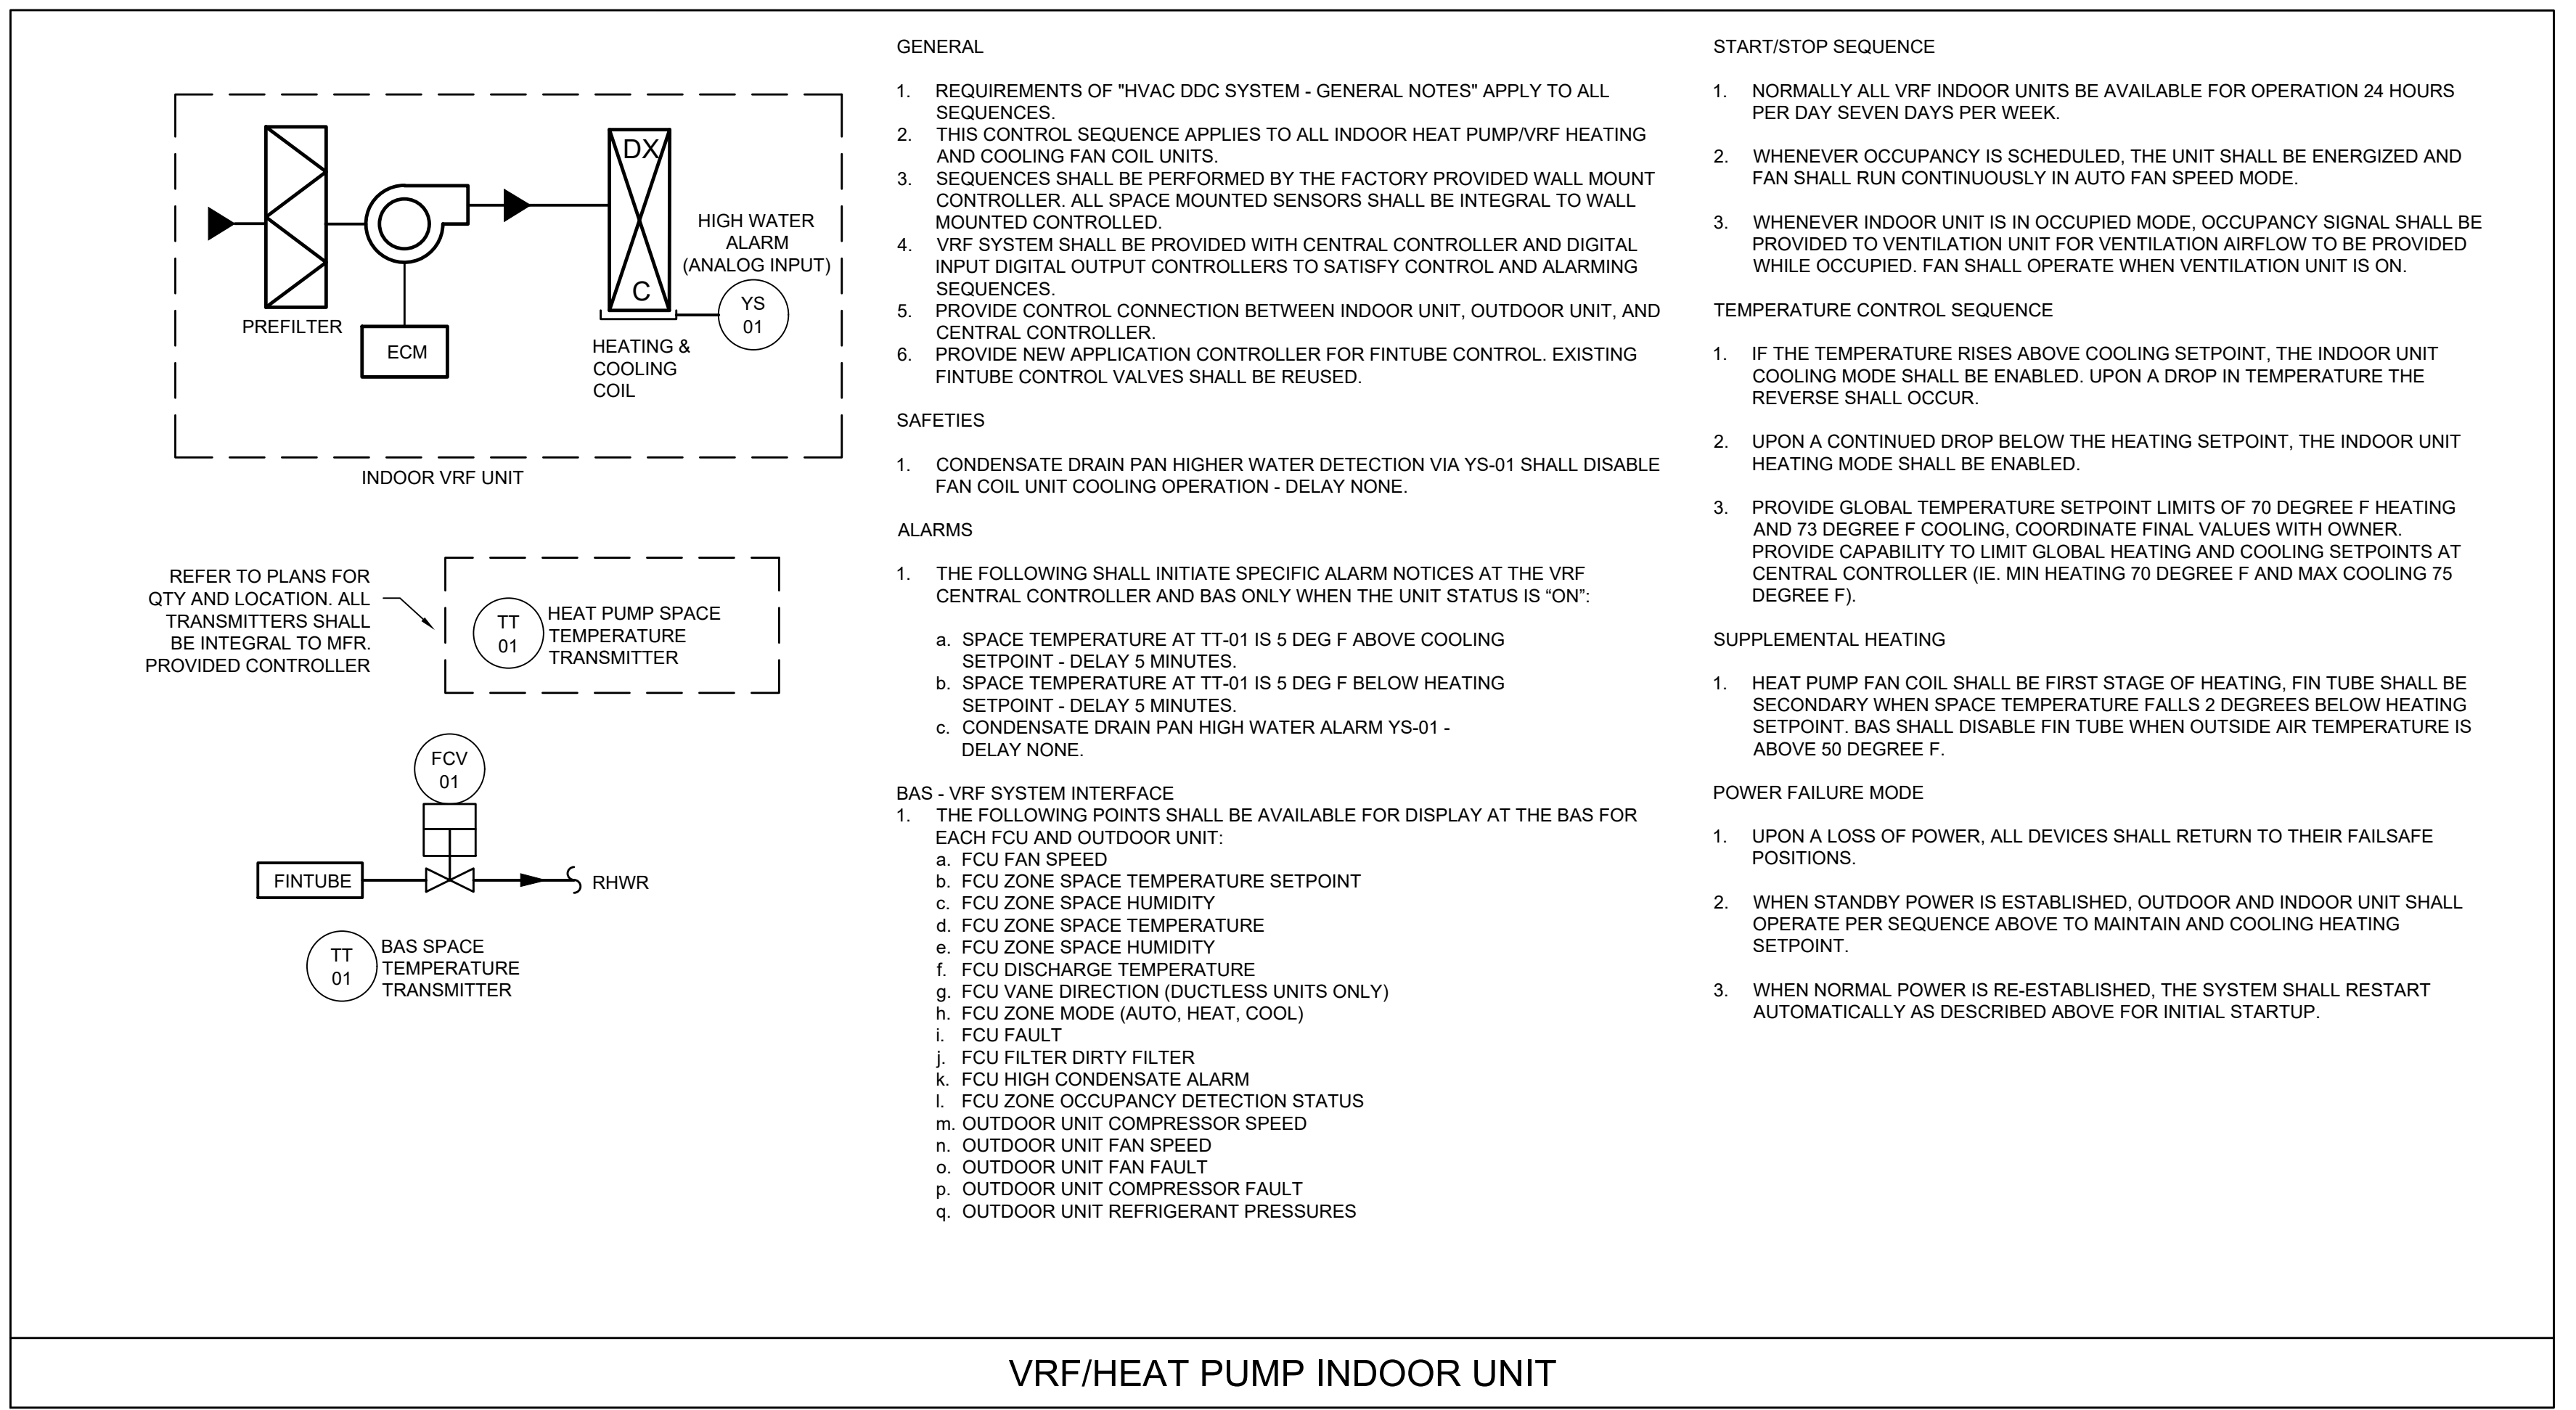 DX
C
HIGH WATER
ALARM
(ANALOG INPUT)
YS
01
PREFILTER
ECM
HEATING &
COOLING
COIL
INDOOR VRF UNIT
REFER TO PLANS FOR
QTY AND LOCATION. ALL
TRANSMITTERS SHALL
BE INTEGRAL TO MFR.
PROVIDED CONTROLLER
TT
01
HEAT PUMP SPACE
TEMPERATURE
TRANSMITTER
FCV
01
FINTUBE
RHWR
TT
01
BAS SPACE
TEMPERATURE
TRANSMITTER
GENERAL
1. REQUIREMENTS OF "HVAC DDC SYSTEM - GENERAL NOTES" APPLY TO ALL
SEQUENCES.
2. THIS CONTROL SEQUENCE APPLIES TO ALL INDOOR HEAT PUMP/VRF HEATING
AND COOLING FAN COIL UNITS.
3. SEQUENCES SHALL BE PERFORMED BY THE FACTORY PROVIDED WALL MOUNT
CONTROLLER. ALL SPACE MOUNTED SENSORS SHALL BE INTEGRAL TO WALL
MOUNTED CONTROLLED.
4. VRF SYSTEM SHALL BE PROVIDED WITH CENTRAL CONTROLLER AND DIGITAL
INPUT DIGITAL OUTPUT CONTROLLERS TO SATISFY CONTROL AND ALARMING
SEQUENCES.
5. PROVIDE CONTROL CONNECTION BETWEEN INDOOR UNIT, OUTDOOR UNIT, AND
CENTRAL CONTROLLER.
6. PROVIDE NEW APPLICATION CONTROLLER FOR FINTUBE CONTROL. EXISTING
FINTUBE CONTROL VALVES SHALL BE REUSED.
SAFETIES
1. CONDENSATE DRAIN PAN HIGHER WATER DETECTION VIA YS-01 SHALL DISABLE
FAN COIL UNIT COOLING OPERATION - DELAY NONE.
ALARMS
1. THE FOLLOWING SHALL INITIATE SPECIFIC ALARM NOTICES AT THE VRF
CENTRAL CONTROLLER AND BAS ONLY WHEN THE UNIT STATUS IS “ON”:
a. SPACE TEMPERATURE AT TT-01 IS 5 DEG F ABOVE COOLING
SETPOINT - DELAY 5 MINUTES.
b. SPACE TEMPERATURE AT TT-01 IS 5 DEG F BELOW HEATING
SETPOINT - DELAY 5 MINUTES.
c. CONDENSATE DRAIN PAN HIGH WATER ALARM YS-01 -
DELAY NONE.
BAS - VRF SYSTEM INTERFACE
1. THE FOLLOWING POINTS SHALL BE AVAILABLE FOR DISPLAY AT THE BAS FOR
EACH FCU AND OUTDOOR UNIT:
a. FCU FAN SPEED
b. FCU ZONE SPACE TEMPERATURE SETPOINT
c. FCU ZONE SPACE HUMIDITY
d. FCU ZONE SPACE TEMPERATURE
e. FCU ZONE SPACE HUMIDITY
f. FCU DISCHARGE TEMPERATURE
g. FCU VANE DIRECTION (DUCTLESS UNITS ONLY)
h. FCU ZONE MODE (AUTO, HEAT, COOL)
i. FCU FAULT
j. FCU FILTER DIRTY FILTER
k. FCU HIGH CONDENSATE ALARM
l. FCU ZONE OCCUPANCY DETECTION STATUS
m. OUTDOOR UNIT COMPRESSOR SPEED
n. OUTDOOR UNIT FAN SPEED
o. OUTDOOR UNIT FAN FAULT
p. OUTDOOR UNIT COMPRESSOR FAULT
q. OUTDOOR UNIT REFRIGERANT PRESSURES
START/STOP SEQUENCE
1. NORMALLY ALL VRF INDOOR UNITS BE AVAILABLE FOR OPERATION 24 HOURS
PER DAY SEVEN DAYS PER WEEK.
2. WHENEVER OCCUPANCY IS SCHEDULED, THE UNIT SHALL BE ENERGIZED AND
FAN SHALL RUN CONTINUOUSLY IN AUTO FAN SPEED MODE.
3. WHENEVER INDOOR UNIT IS IN OCCUPIED MODE, OCCUPANCY SIGNAL SHALL BE
PROVIDED TO VENTILATION UNIT FOR VENTILATION AIRFLOW TO BE PROVIDED
WHILE OCCUPIED. FAN SHALL OPERATE WHEN VENTILATION UNIT IS ON.
TEMPERATURE CONTROL SEQUENCE
1. IF THE TEMPERATURE RISES ABOVE COOLING SETPOINT, THE INDOOR UNIT
COOLING MODE SHALL BE ENABLED. UPON A DROP IN TEMPERATURE THE
REVERSE SHALL OCCUR.
2. UPON A CONTINUED DROP BELOW THE HEATING SETPOINT, THE INDOOR UNIT
HEATING MODE SHALL BE ENABLED.
3. PROVIDE GLOBAL TEMPERATURE SETPOINT LIMITS OF 70 DEGREE F HEATING
AND 73 DEGREE F COOLING, COORDINATE FINAL VALUES WITH OWNER.
PROVIDE CAPABILITY TO LIMIT GLOBAL HEATING AND COOLING SETPOINTS AT
CENTRAL CONTROLLER (IE. MIN HEATING 70 DEGREE F AND MAX COOLING 75
DEGREE F).
SUPPLEMENTAL HEATING
1. HEAT PUMP FAN COIL SHALL BE FIRST STAGE OF HEATING, FIN TUBE SHALL BE
SECONDARY WHEN SPACE TEMPERATURE FALLS 2 DEGREES BELOW HEATING
SETPOINT. BAS SHALL DISABLE FIN TUBE WHEN OUTSIDE AIR TEMPERATURE IS
ABOVE 50 DEGREE F.
POWER FAILURE MODE
1. UPON A LOSS OF POWER, ALL DEVICES SHALL RETURN TO THEIR FAILSAFE
POSITIONS.
2. WHEN STANDBY POWER IS ESTABLISHED, OUTDOOR AND INDOOR UNIT SHALL
OPERATE PER SEQUENCE ABOVE TO MAINTAIN AND COOLING HEATING
SETPOINT.
3. WHEN NORMAL POWER IS RE-ESTABLISHED, THE SYSTEM SHALL RESTART
AUTOMATICALLY AS DESCRIBED ABOVE FOR INITIAL STARTUP.
VRF/HEAT PUMP INDOOR UNIT